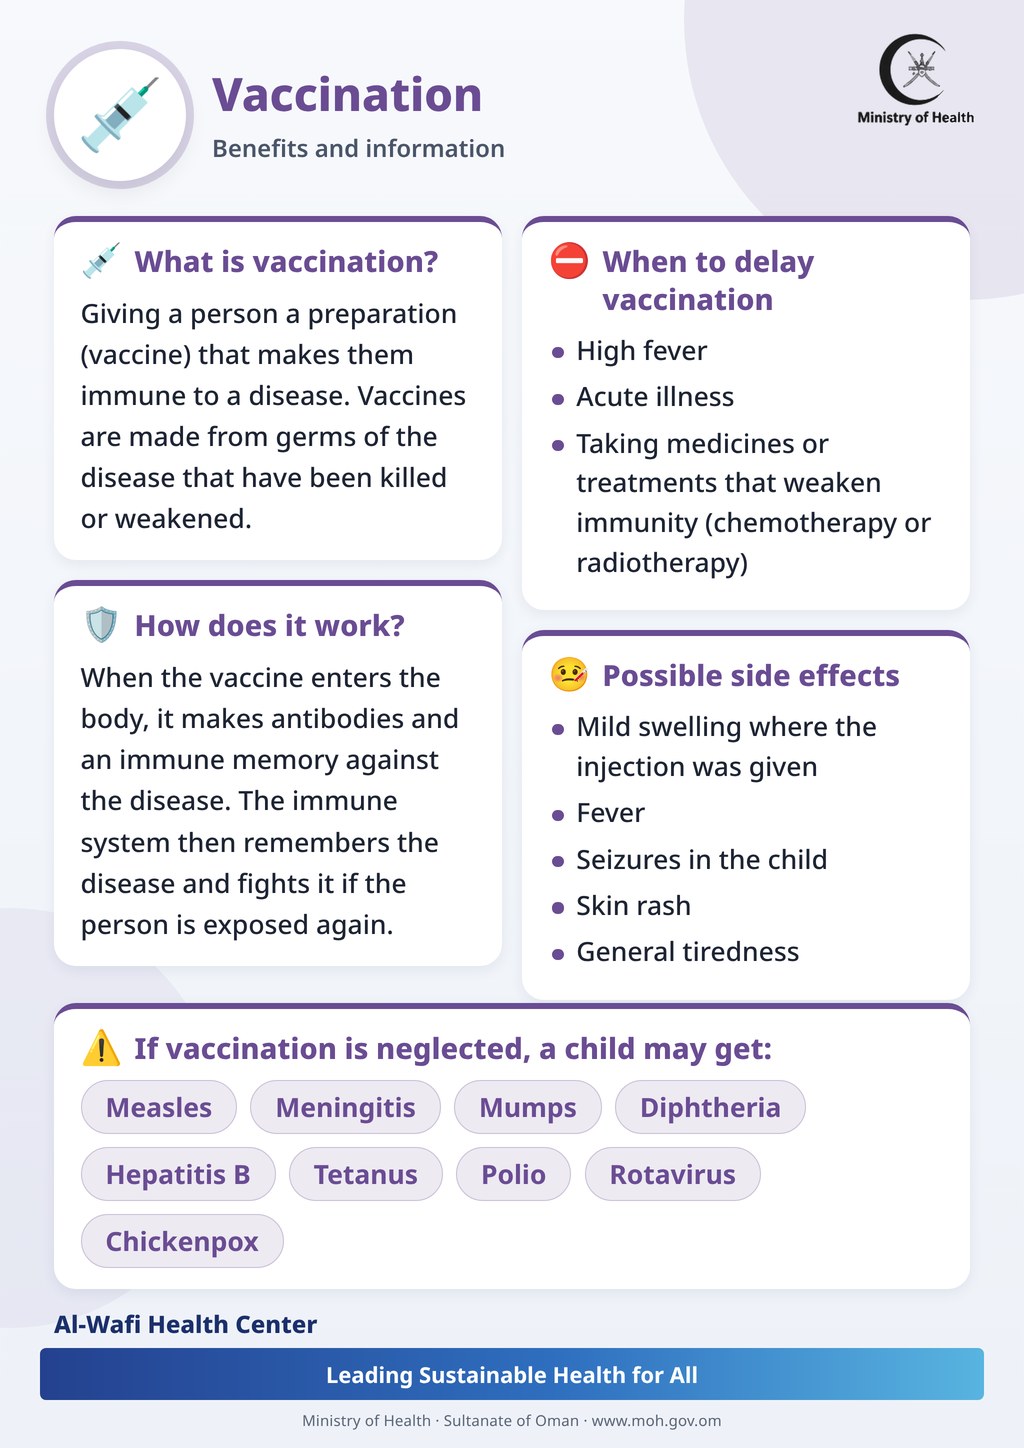 Vaccination
Benefits and information
Ministry of Health
What is vaccination?
Giving a person a preparation
(vaccine) that makes them
immune to a disease. Vaccines
are made from germs of the
disease that have been killed
or weakened.
How does it work?
When the vaccine enters the
body, it makes antibodies and
an immune memory against
the disease. The immune
system then remembers the
disease and fights it if the
person is exposed again.
When to delay
vaccination
• High fever
• Acute illness
• Taking medicines or
treatments that weaken
immunity (chemotherapy or
radiotherapy)
Possible side effects
• Mild swelling where the
injection was given
• Fever
• Seizures in the child
• Skin rash
• General tiredness
If vaccination is neglected, a child may get:
Measles Meningitis Mumps Diphtheria
Hepatitis B Tetanus Polio Rotavirus
Chickenpox
Al-Wafi Health Center
Leading Sustainable Health for All
Ministry of Health · Sultanate of Oman · www.moh.gov.om